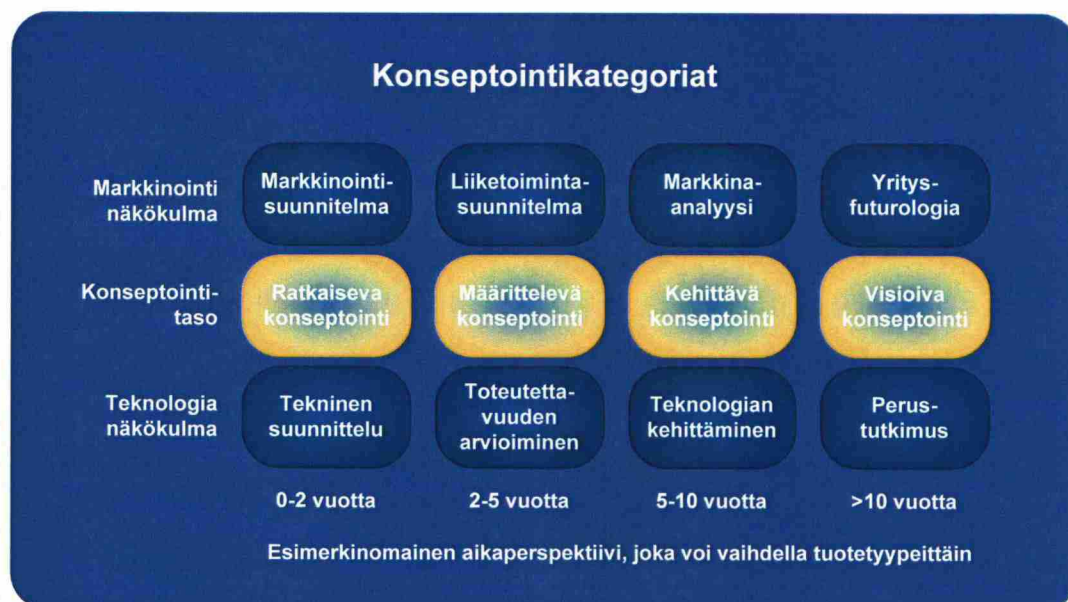 Konseptointikategoriat
Markkinointi
näkökulma
Markkinointi-
suunnitelma
Liiketoiminta-
suunnitelma
Markkina-
analyysi
Yritys-
futurologia
Konseptointi-
taso
Ratkaiseva
konseptointi
Määrittelevä
konseptointi
Kehittävä
konseptointi
Visioiva
konseptointi
Teknologia
näkökulma
Tekninen
suunnittelu
Toteutetta-
vuuden
arvioiminen
Teknologian
kehittäminen
Perus-
tutkimus
0-2 vuotta
2-5 vuotta
5-10 vuotta
>10 vuotta
Esimerkinomainen aikaperspektiivi, joka voi vaihdella tuotetyypeittäin